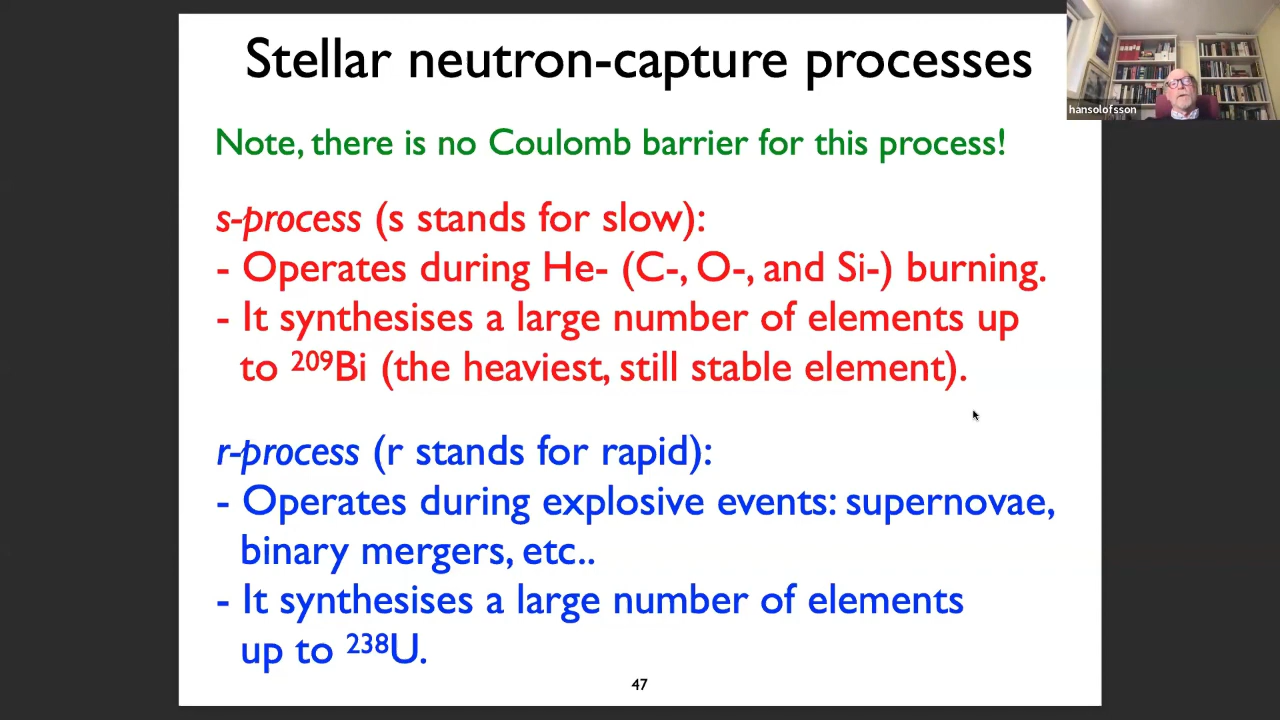 Stellar neutron-capture processes
hansolofsson
Note, there is no Coulomb barrier for this process!
s-process (s stands for slow):
- Operates during He- (C-, O-, and Si-) burning.
- It synthesises a large number of elements up
to ²⁰⁹Bi (the heaviest, still stable element).
r-process (r stands for rapid):
- Operates during explosive events: supernovae,
binary mergers, etc..
- It synthesises a large number of elements
up to ²³⁸U.
47